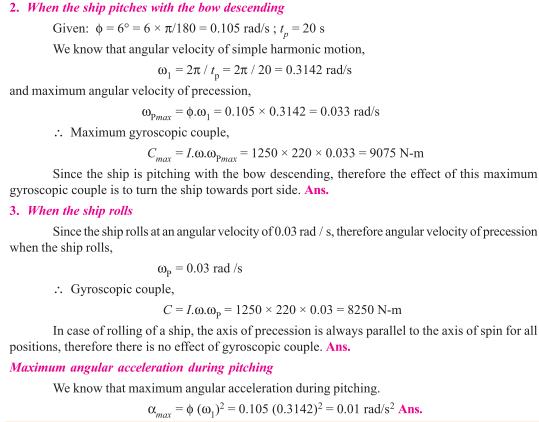 2. When the ship pitches with the bow descending
Given: ϕ = 6° = 6 × π/180 = 0.105 rad/s ; tₚ = 20 s
We know that angular velocity of simple harmonic motion,
ω₁ = 2π / tₚ = 2π / 20 = 0.3142 rad/s
and maximum angular velocity of precession,
ω_Pmax = ϕ.ω₁ = 0.105 × 0.3142 = 0.033 rad/s
∴ Maximum gyroscopic couple,
C_max = I.ω.ω_Pmax = 1250 × 220 × 0.033 = 9075 N-m
Since the ship is pitching with the bow descending, therefore the effect of this maximum
gyroscopic couple is to turn the ship towards port side. Ans.
3. When the ship rolls
Since the ship rolls at an angular velocity of 0.03 rad / s, therefore angular velocity of precession
when the ship rolls,
ω_P = 0.03 rad /s
∴ Gyroscopic couple,
C = I.ω.ω_P = 1250 × 220 × 0.03 = 8250 N-m
In case of rolling of a ship, the axis of precession is always parallel to the axis of spin for all
positions, therefore there is no effect of gyroscopic couple. Ans.
Maximum angular acceleration during pitching
We know that maximum angular acceleration during pitching.
α_max = ϕ (ω₁)² = 0.105 (0.3142)² = 0.01 rad/s² Ans.